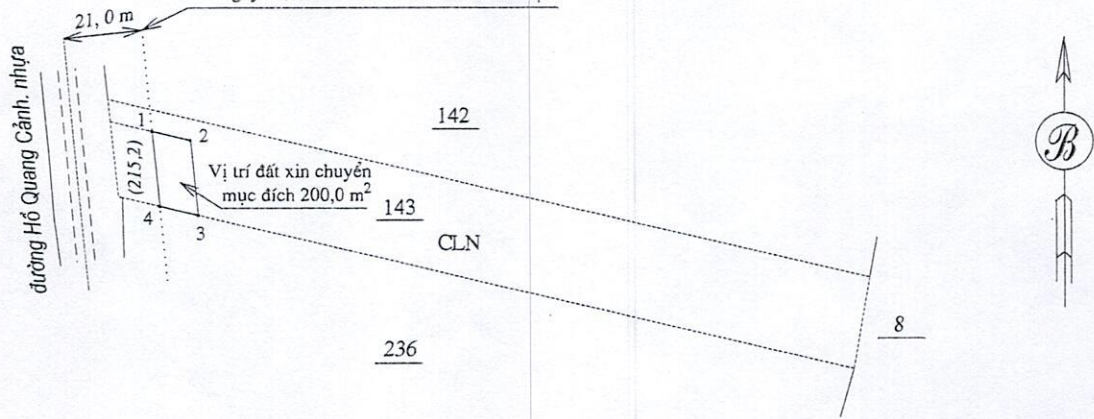 21, 0 m
đường Hồ Quang Cảnh. nhựa
142
B
1
2
(215,2)
Vị trí đất xin chuyển
mục đích 200,0 m²
143
4
3
CLN
8
236